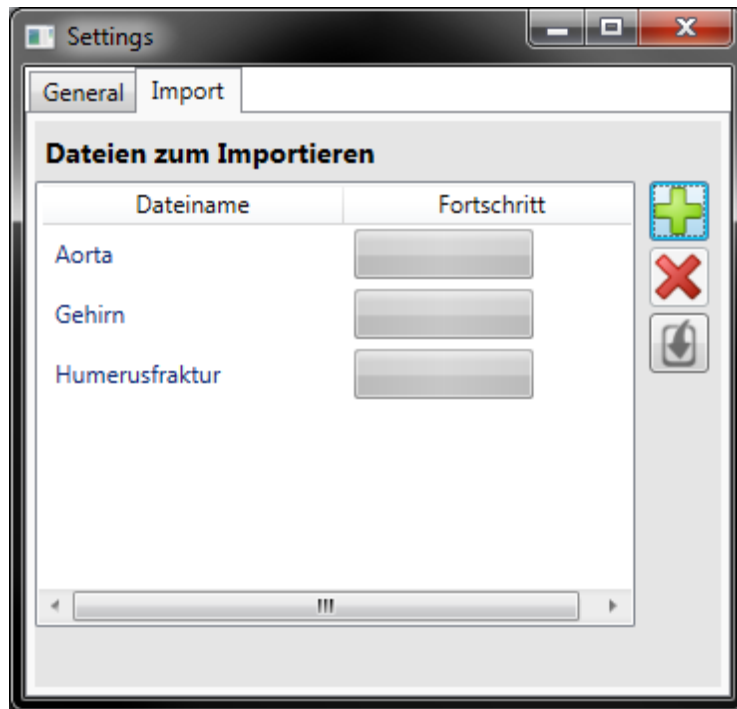 Settings
General Import
Dateien zum Importieren
Dateiname Fortschritt
Aorta
Gehirn
Humerusfraktur